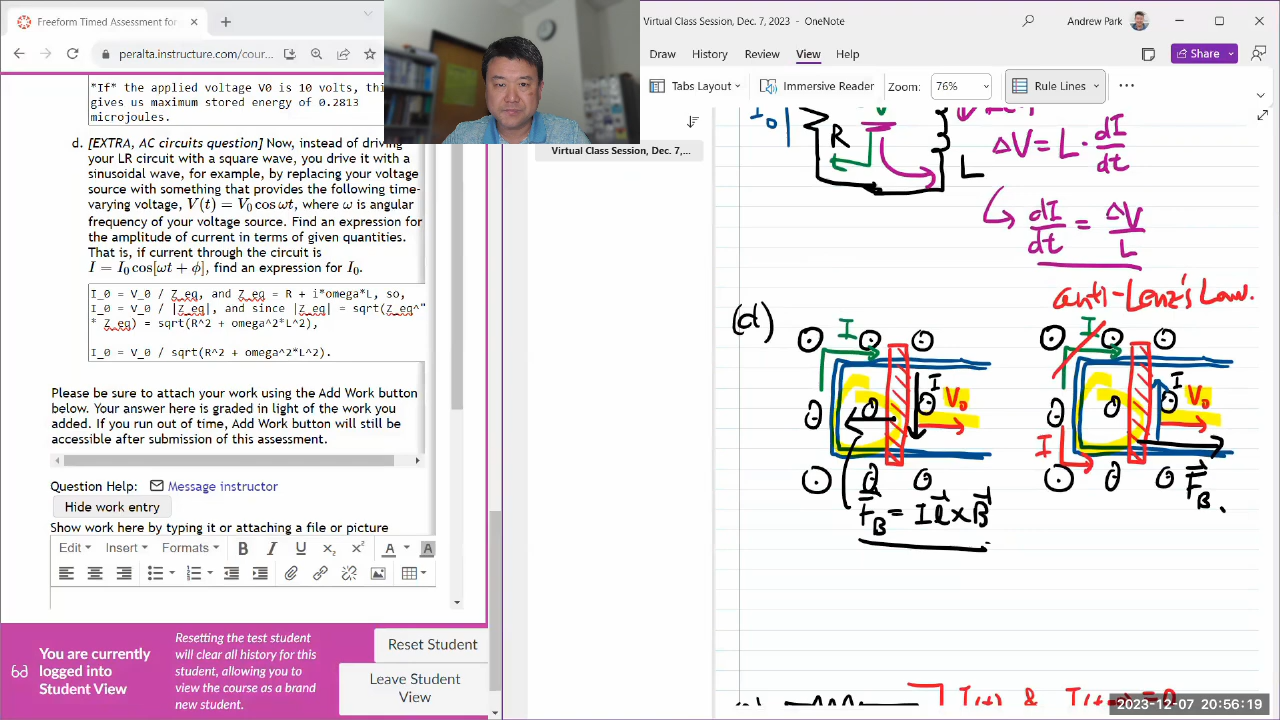 Freeform Timed Assessment for
peralta.instructure.com/cour...
*If* the applied voltage V0 is 10 volts, thi
gives us maximum stored energy of 0.2813
microjoules.
d. [EXTRA, AC circuits question] Now, instead of driving
your LR circuit with a square wave, you drive it with a
sinusoidal wave, for example, by replacing your voltage
source with something that provides the following time-
varying voltage, V(t) = V₀ cos ωt, where ω is angular
frequency of your voltage source. Find an expression for
the amplitude of current in terms of given quantities.
That is, if current through the circuit is
I = I₀ cos[ωt + ϕ], find an expression for I₀.
I_0 = V_0 / Z_eq, and Z_eq = R + i*omega*L, so,
I_0 = V_0 / |Z_eq|, and since |Z_eq| = sqrt(Z_eq^*
* Z_eq) = sqrt(R^2 + omega^2*L^2),
I_0 = V_0 / sqrt(R^2 + omega^2*L^2).
Please be sure to attach your work using the Add Work button
below. Your answer here is graded in light of the work you
added. If you run out of time, Add Work button will still be
accessible after submission of this assessment.
Question Help: Message instructor
Hide work entry
Show work here by typing it or attaching a file or picture
Edit Insert Formats B I U x₂ x² A A
You are currently
logged into
Student View
Resetting the test student
will clear all history for this
student, allowing you to
view the course as a brand
new student.
Reset Student
Leave Student
View
Virtual Class Session, Dec. 7, 2023 - OneNote
Andrew Park
Draw History Review View Help
Share
Tabs Layout Immersive Reader Zoom: 76% Rule Lines
Virtual Class Session, Dec. 7,...
I₀ R L
ΔV = L · dI/dt
dI/dt = ΔV/L
anti-Lenz's Law.
(d)
I I V₀
F_B = Il × B
I I V₀
I
F_B.
2023-12-07 20:56:19